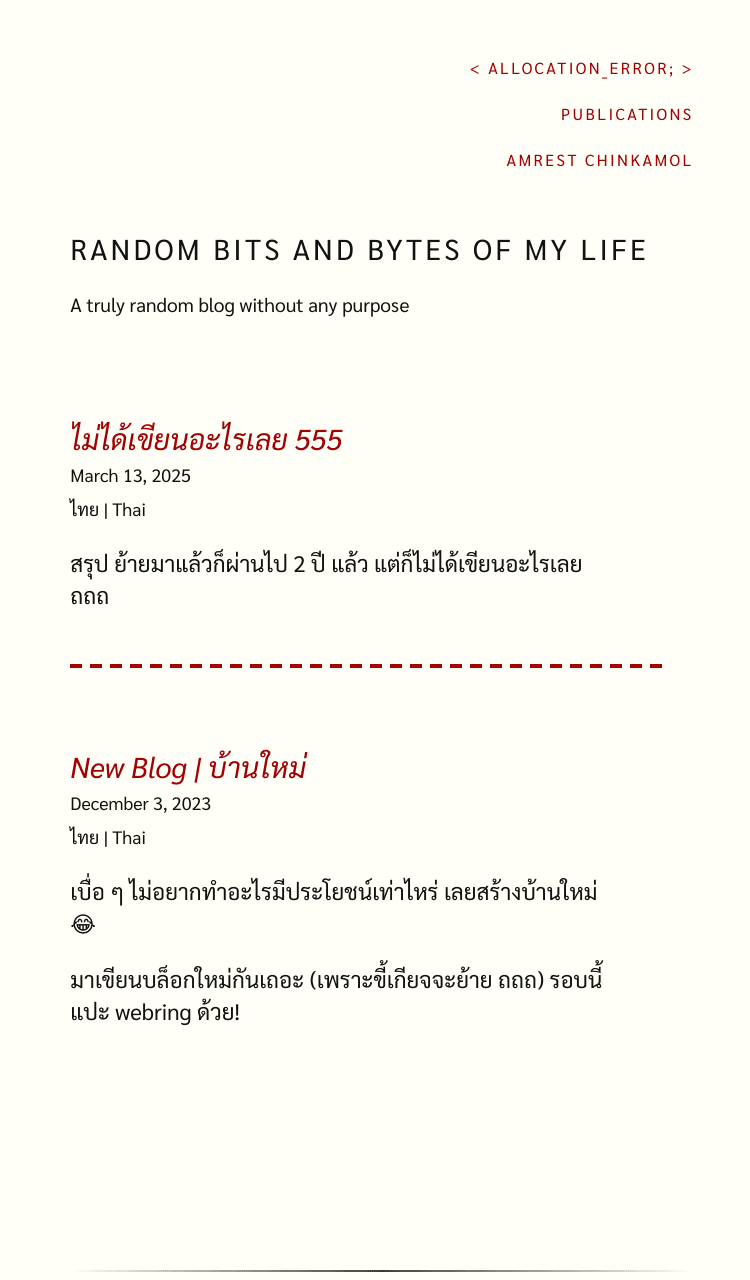 < ALLOCATION_ERROR; >
PUBLICATIONS
AMREST CHINKAMOL
RANDOM BITS AND BYTES OF MY LIFE
A truly random blog without any purpose
ไม่ได้เขียนอะไรเลย 555
March 13, 2025
ไทย | Thai
สรุป ย้ายมาแล้วก็ผ่านไป 2 ปี แล้ว แต่ก็ไม่ได้เขียนอะไรเลย
ถถถ
New Blog | บ้านใหม่
December 3, 2023
ไทย | Thai
เบื่อ ๆ ไม่อยากทำอะไรมีประโยชน์เท่าไหร่ เลยสร้างบ้านใหม่
😂
มาเขียนบล็อกใหม่กันเถอะ (เพราะขี้เกียจจะย้าย ถถถ) รอบนี้
แปะ webring ด้วย!